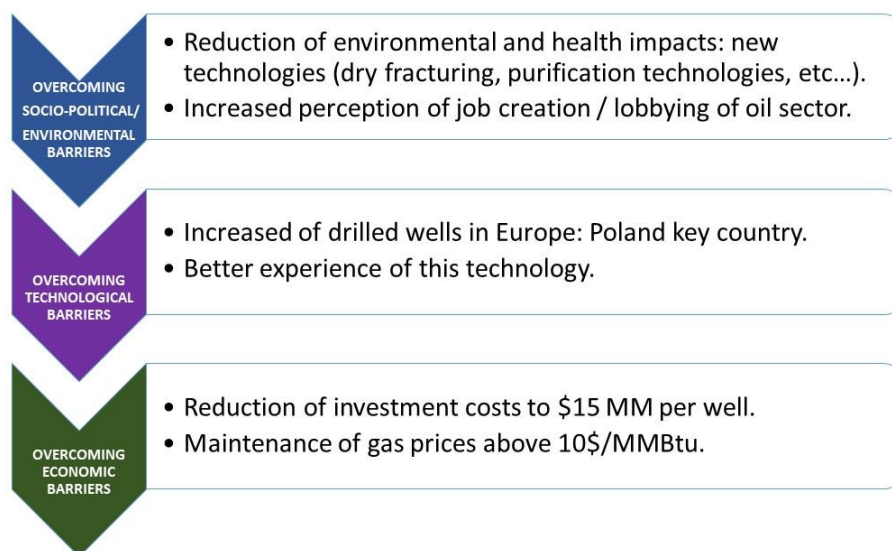 OVERCOMING
SOCIO-POLITICAL/
ENVIRONMENTAL
BARRIERS
• Reduction of environmental and health impacts: new
technologies (dry fracturing, purification technologies, etc...).
• Increased perception of job creation / lobbying of oil sector.
OVERCOMING
TECHNOLOGICAL
BARRIERS
• Increased of drilled wells in Europe: Poland key country.
• Better experience of this technology.
OVERCOMING
ECONOMIC
BARRIERS
• Reduction of investment costs to $15 MM per well.
• Maintenance of gas prices above 10$/MMBtu.